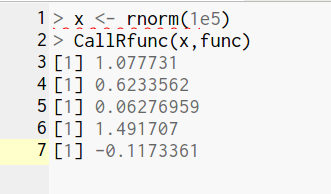 1 > x <- rnorm(1e5)
2 > CallRfunc(x,func)
3 [1] 1.077731
4 [1] 0.6233562
5 [1] 0.06276959
6 [1] 1.491707
7 [1] -0.1173361